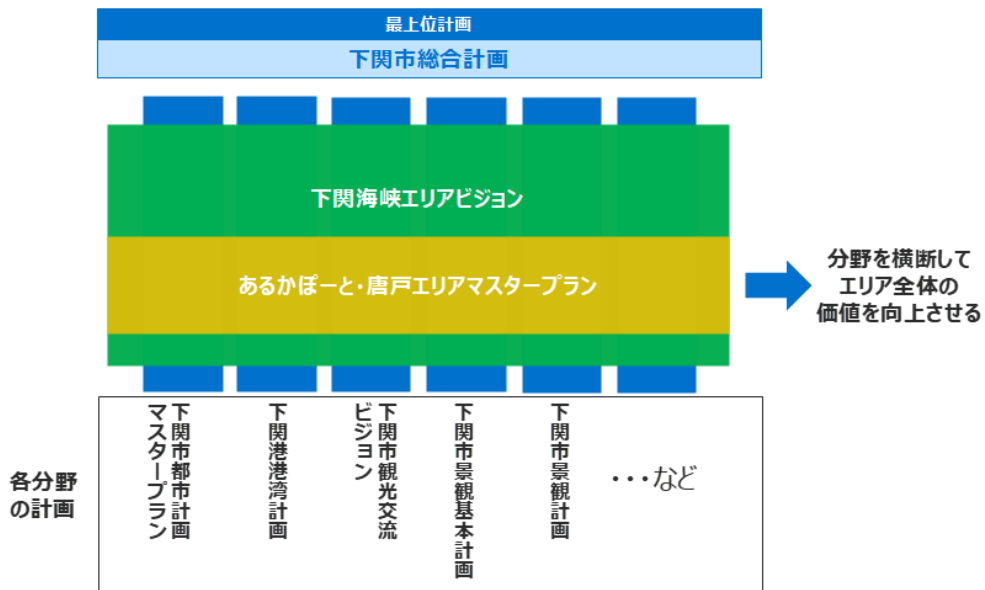 最上位計画
下関市総合計画
下関海峡エリアビジョン
あるかぽーと・唐戸エリアマスタープラン
分野を横断して
エリア全体の
価値を向上させる
各分野
の計画
下関市都市計画
マスタープラン
下関港港湾計画
下関市観光交流
ビジョン
下関市景観基本計画
下関市景観計画
・・・など